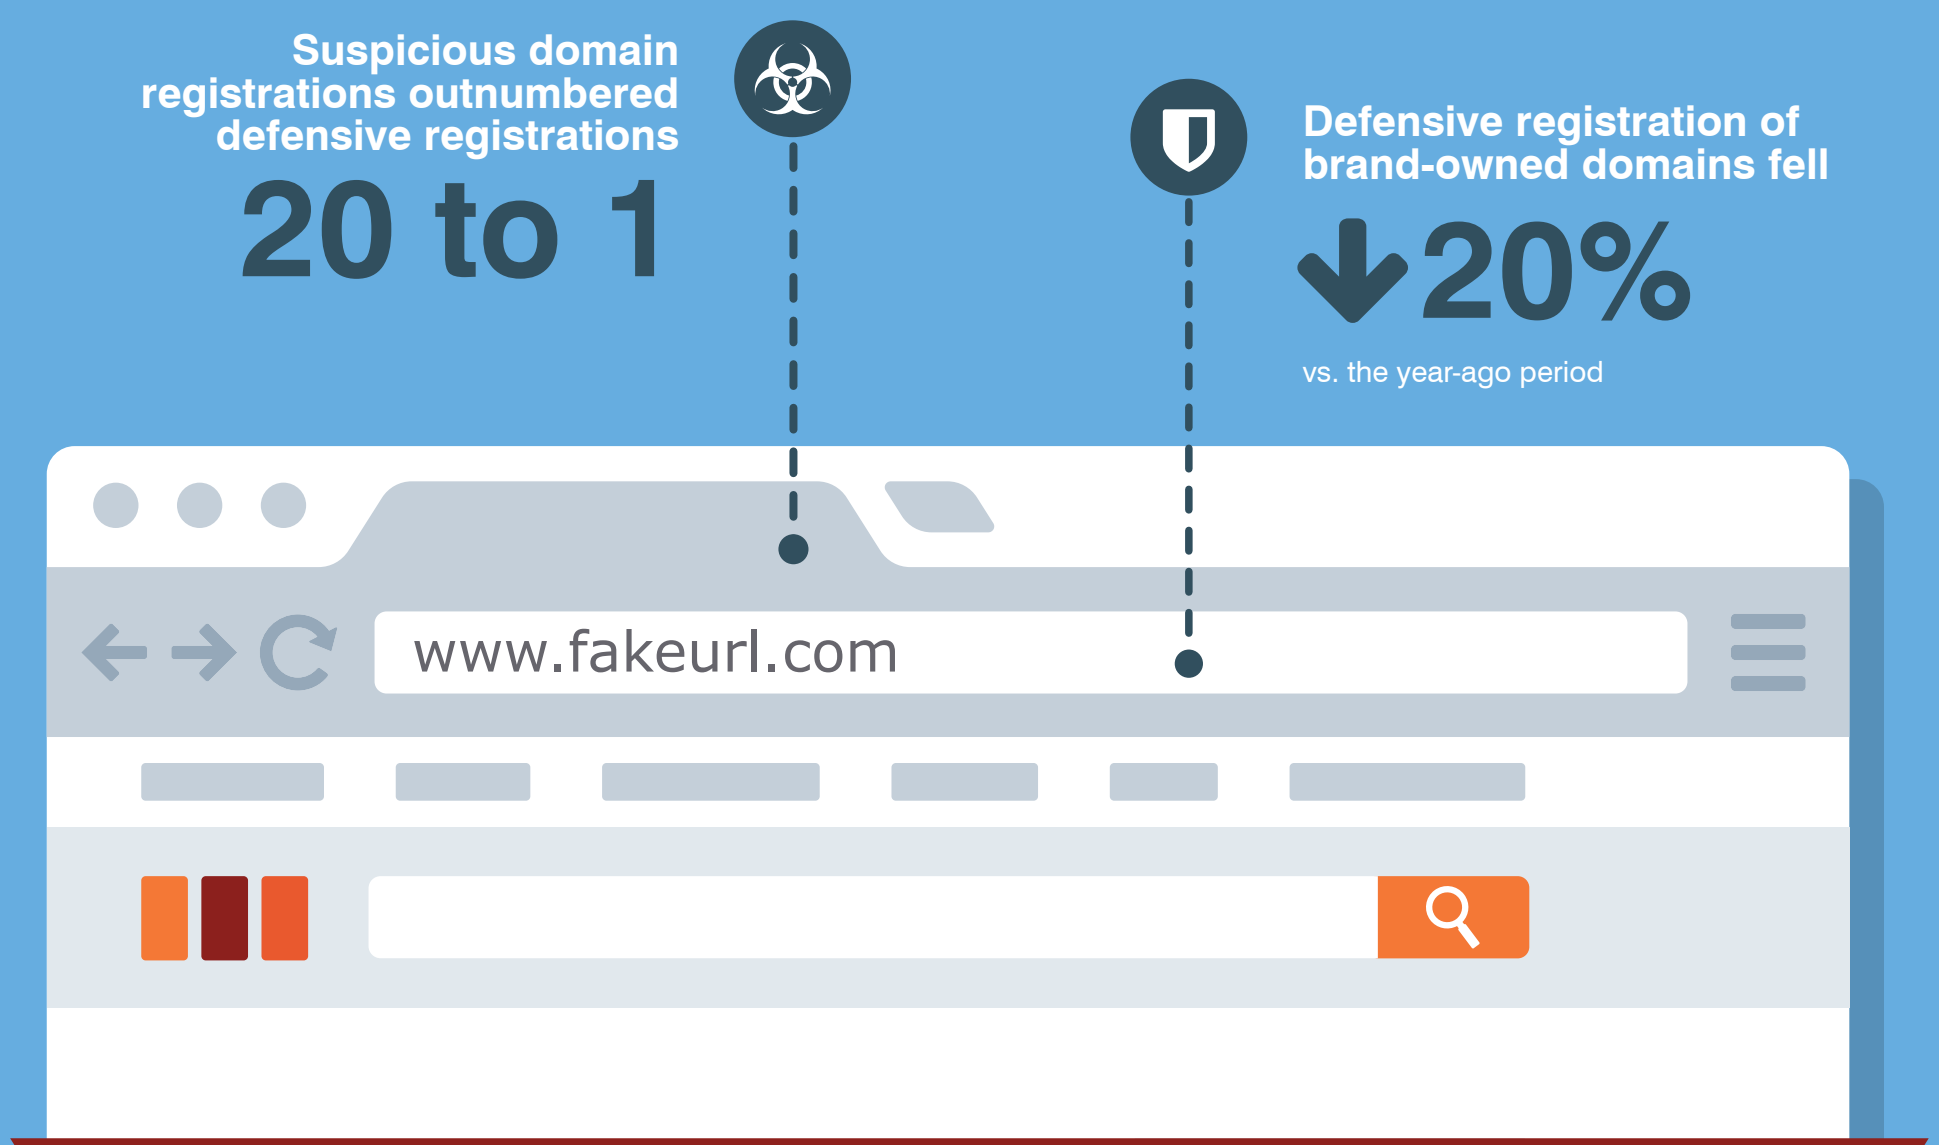 Suspicious domain
registrations outnumbered
defensive registrations
20 to 1
Defensive registration of
brand-owned domains fell
20%
vs. the year-ago period
www.fakeurl.com